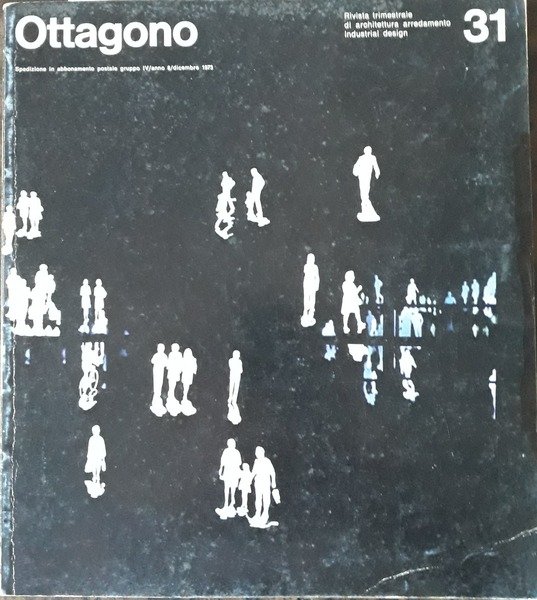 Ottagono
Rivista trimestrale
di architettura arredamento
industrial design
31
Spedizione in abbonamento postale gruppo IV/anno 8/dicembre 1973